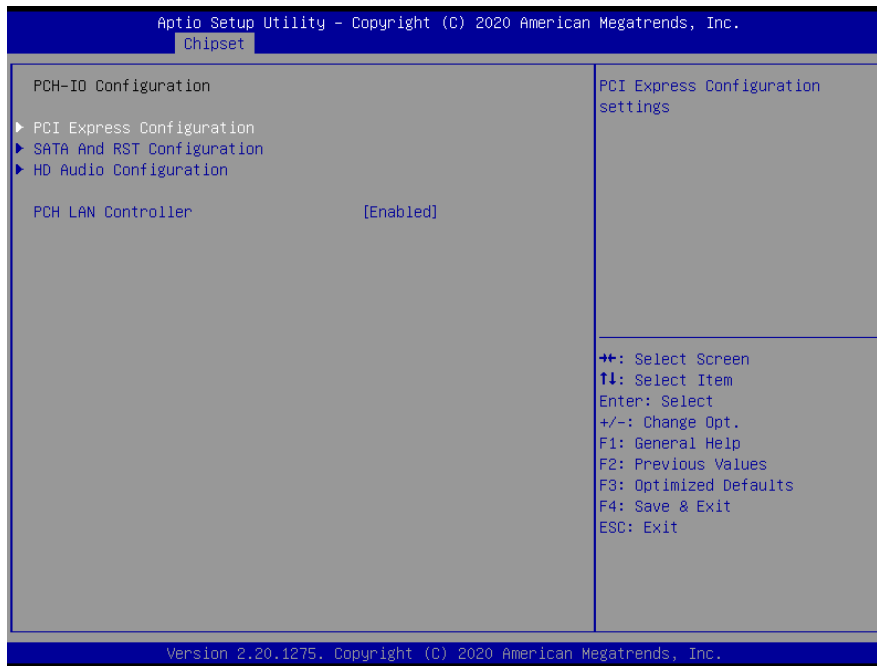 Aptio Setup Utility – Copyright (C) 2020 American Megatrends, Inc.
Chipset
PCH-IO Configuration
PCI Express Configuration
SATA And RST Configuration
HD Audio Configuration
PCH LAN Controller [Enabled]
PCI Express Configuration
settings
→←: Select Screen
↑↓: Select Item
Enter: Select
+/-: Change Opt.
F1: General Help
F2: Previous Values
F3: Optimized Defaults
F4: Save & Exit
ESC: Exit
Version 2.20.1275. Copyright (C) 2020 American Megatrends, Inc.